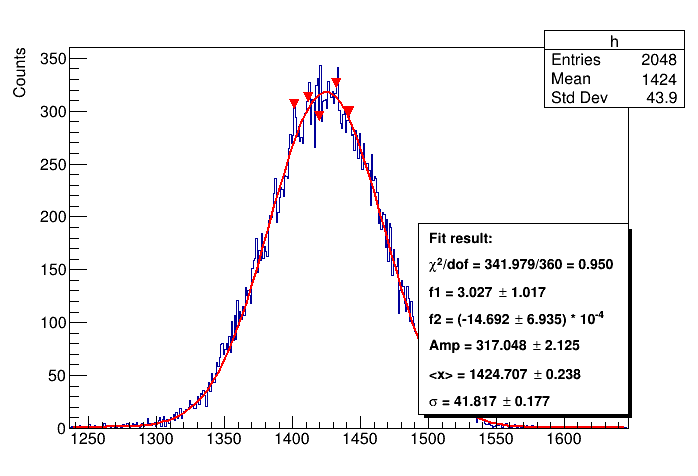 h
Entries 2048
Mean 1424
Std Dev 43.9
Counts
350
300
250
200
150
100
50
0
Fit result:
χ²/dof = 341.979/360 = 0.950
f1 = 3.027 ± 1.017
f2 = (-14.692 ± 6.935) * 10⁻⁴
Amp = 317.048 ± 2.125
<x> = 1424.707 ± 0.238
σ = 41.817 ± 0.177
1250 1300 1350 1400 1450 1500 1550 1600